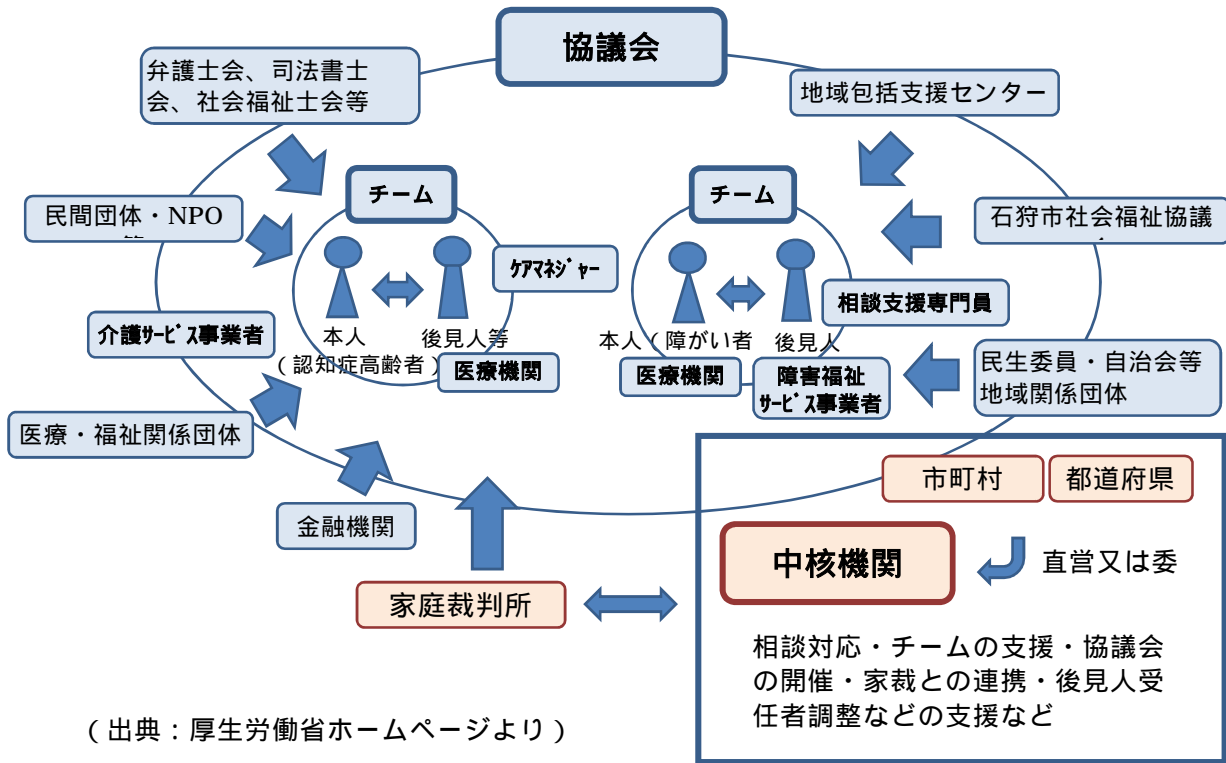 協議会
弁護士会、司法書士
会、社会福祉士会等
地域包括支援センター
チーム
チーム
民間団体・NPO
石狩市社会福祉協議
ケアマネジャー
相談支援専門員
介護サービス事業者
本人
(認知症高齢者)
後見人等
医療機関
本人(障がい者
後見人
医療機関
障害福祉
サービス事業者
民生委員・自治会等
地域関係団体
医療・福祉関係団体
金融機関
市町村
都道府県
中核機関
直営又は委
家庭裁判所
相談対応・チームの支援・協議会
の開催・家裁との連携・後見人受
任者調整などの支援など
(出典：厚生労働省ホームページより)